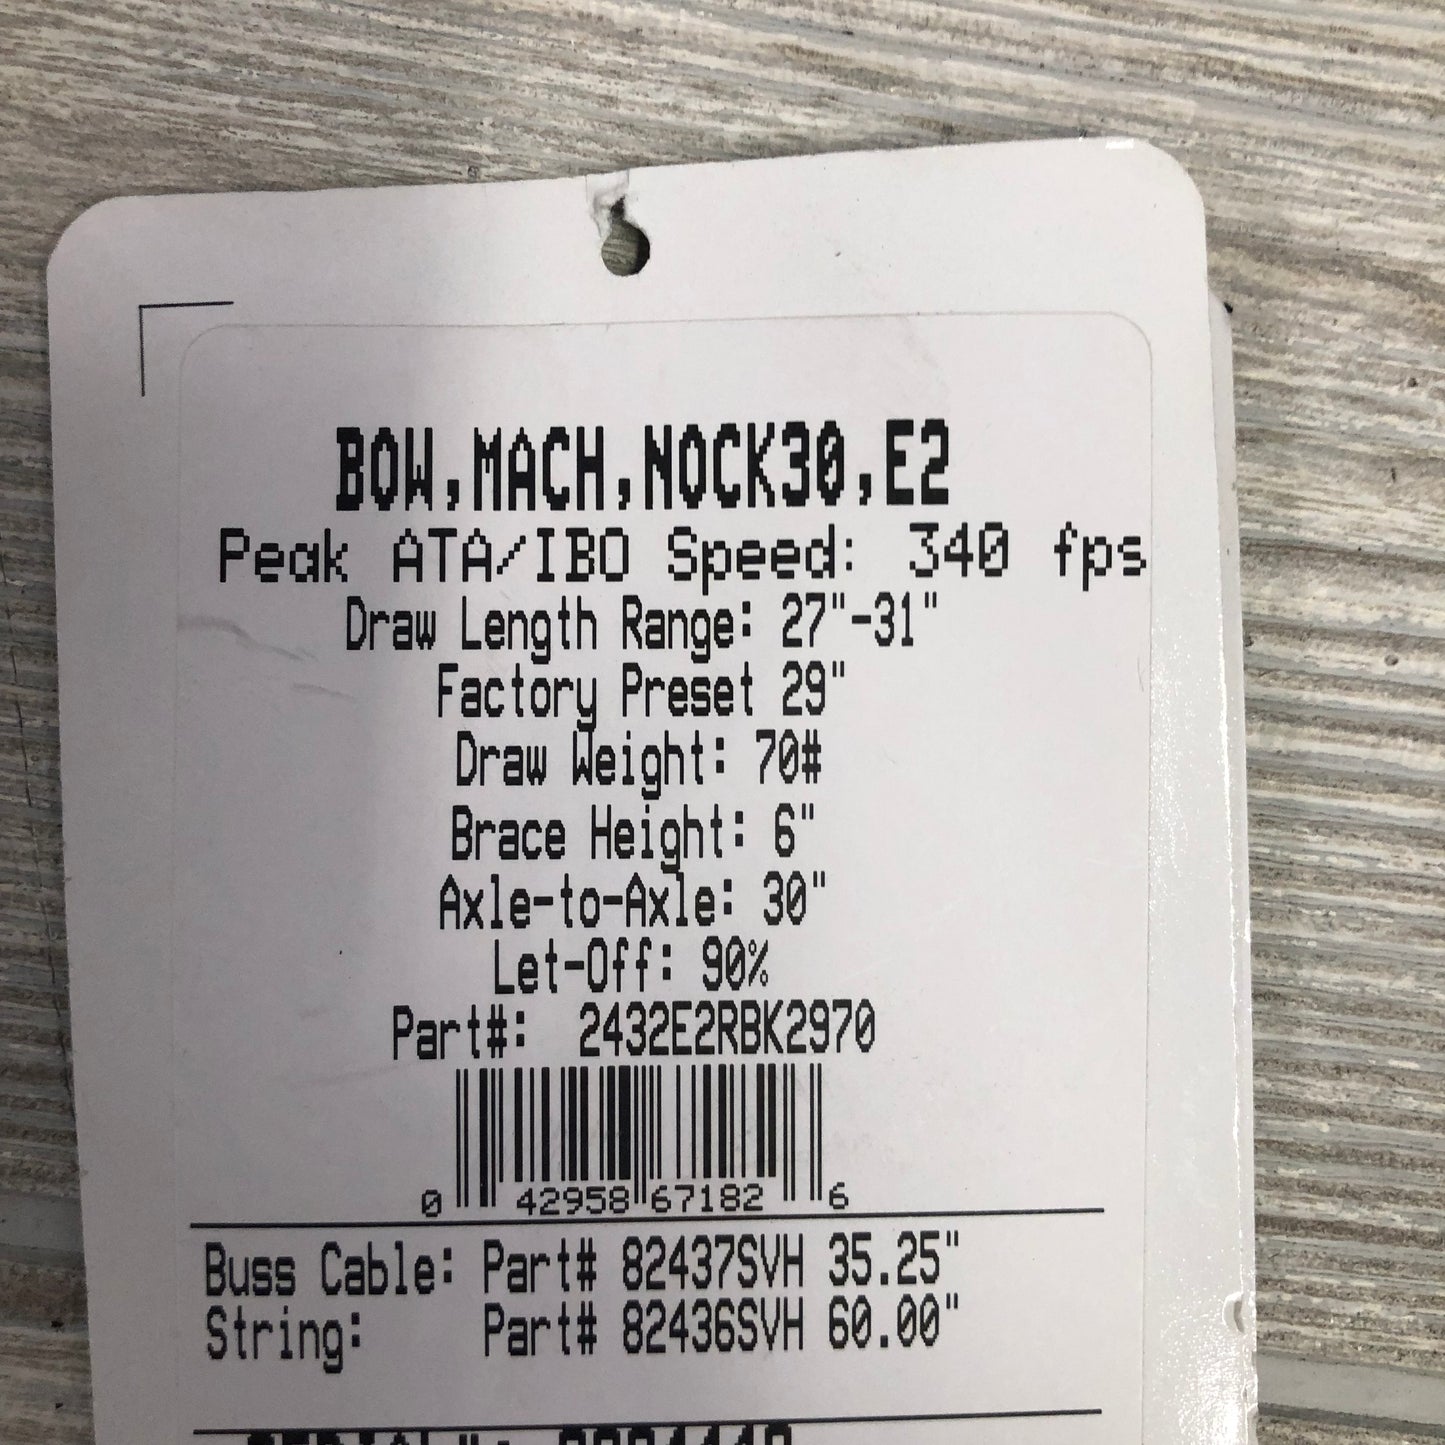 BOW,MACH,NOCK30,E2
Peak ATA/IBO Speed: 340 fps
Draw Length Range: 27"-31"
Factory Preset 29"
Draw Weight: 70#
Brace Height: 6"
Axle-to-Axle: 30"
Let-Off: 90%
Part#: 2432E2RBK2970
0 42958 67182 6
Buss Cable: Part# 82437SVH 35.25"
String: Part# 82436SVH 60.00"